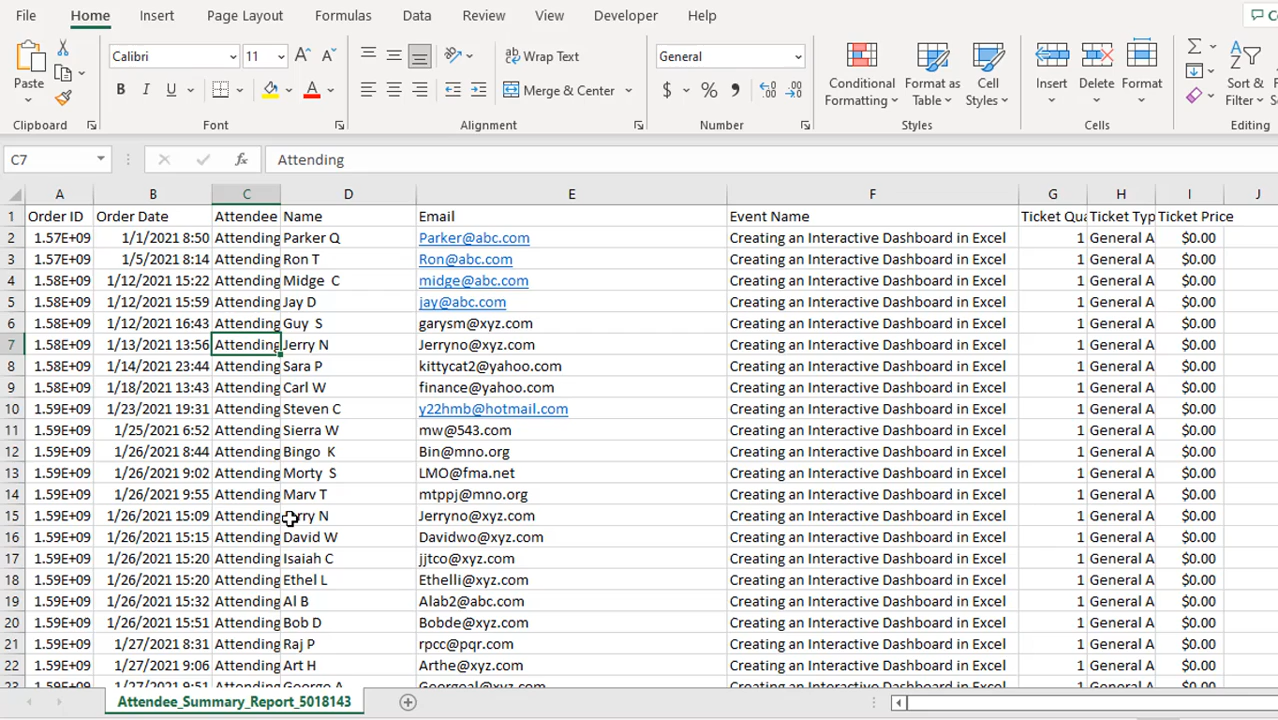 File Home Insert Page Layout Formulas Data Review View Developer Help
Calibri 11 Wrap Text General
Paste B I U Merge & Center $ % Conditional Formatting Format as Table Cell Styles Insert Delete Format Sort & Filter
Clipboard Font Alignment Number Styles Cells Editing
C7 fx Attending
A B C D E F G H I J
1 Order ID Order Date Attendee Name Email Event Name Ticket Qua Ticket Typ Ticket Price
2 1.57E+09 1/1/2021 8:50 Attending Parker Q Parker@abc.com Creating an Interactive Dashboard in Excel 1 General A $0.00
3 1.57E+09 1/5/2021 8:14 Attending Ron T Ron@abc.com Creating an Interactive Dashboard in Excel 1 General A $0.00
4 1.58E+09 1/12/2021 15:22 Attending Midge C midge@abc.com Creating an Interactive Dashboard in Excel 1 General A $0.00
5 1.58E+09 1/12/2021 15:59 Attending Jay D jay@abc.com Creating an Interactive Dashboard in Excel 1 General A $0.00
6 1.58E+09 1/12/2021 16:43 Attending Guy S garysm@xyz.com Creating an Interactive Dashboard in Excel 1 General A $0.00
7 1.58E+09 1/13/2021 13:56 Attending Jerry N Jerryno@xyz.com Creating an Interactive Dashboard in Excel 1 General A $0.00
8 1.58E+09 1/14/2021 23:44 Attending Sara P kittycat2@yahoo.com Creating an Interactive Dashboard in Excel 1 General A $0.00
9 1.58E+09 1/18/2021 13:43 Attending Carl W finance@yahoo.com Creating an Interactive Dashboard in Excel 1 General A $0.00
10 1.59E+09 1/23/2021 19:31 Attending Steven C y22hmb@hotmail.com Creating an Interactive Dashboard in Excel 1 General A $0.00
11 1.59E+09 1/25/2021 6:52 Attending Sierra W mw@543.com Creating an Interactive Dashboard in Excel 1 General A $0.00
12 1.59E+09 1/26/2021 8:44 Attending Bingo K Bin@mno.org Creating an Interactive Dashboard in Excel 1 General A $0.00
13 1.59E+09 1/26/2021 9:02 Attending Morty S LMO@fma.net Creating an Interactive Dashboard in Excel 1 General A $0.00
14 1.59E+09 1/26/2021 9:55 Attending Marv T mtppj@mno.org Creating an Interactive Dashboard in Excel 1 General A $0.00
15 1.59E+09 1/26/2021 15:09 Attending N Jerryno@xyz.com Creating an Interactive Dashboard in Excel 1 General A $0.00
16 1.59E+09 1/26/2021 15:15 Attending David W Davidwo@xyz.com Creating an Interactive Dashboard in Excel 1 General A $0.00
17 1.59E+09 1/26/2021 15:20 Attending Isaiah C jjtco@xyz.com Creating an Interactive Dashboard in Excel 1 General A $0.00
18 1.59E+09 1/26/2021 15:20 Attending Ethel L Ethelli@xyz.com Creating an Interactive Dashboard in Excel 1 General A $0.00
19 1.59E+09 1/26/2021 15:32 Attending Al B Alab2@abc.com Creating an Interactive Dashboard in Excel 1 General A $0.00
20 1.59E+09 1/26/2021 15:51 Attending Bob D Bobde@xyz.com Creating an Interactive Dashboard in Excel 1 General A $0.00
21 1.59E+09 1/27/2021 8:31 Attending Raj P rpcc@pqr.com Creating an Interactive Dashboard in Excel 1 General A $0.00
22 1.59E+09 1/27/2021 9:06 Attending Art H Arthe@xyz.com Creating an Interactive Dashboard in Excel 1 General A $0.00
Attendee_Summary_Report_5018143